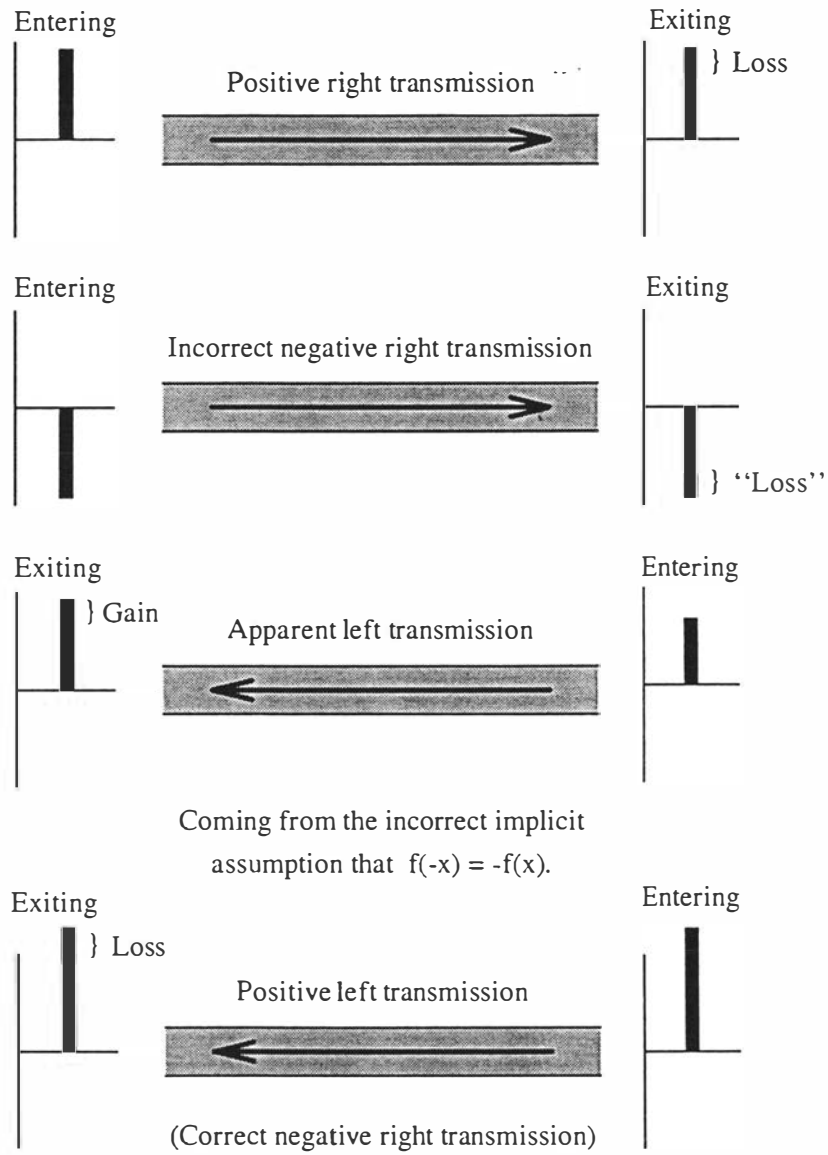 Entering
Exiting
} Loss
Positive right transmission
Entering
Exiting
Incorrect negative right transmission
} ‘‘Loss’’
Exiting
Entering
} Gain
Apparent left transmission
Coming from the incorrect implicit
assumption that f(-x) = -f(x).
Exiting
Entering
} Loss
Positive left transmission
(Correct negative right transmission)